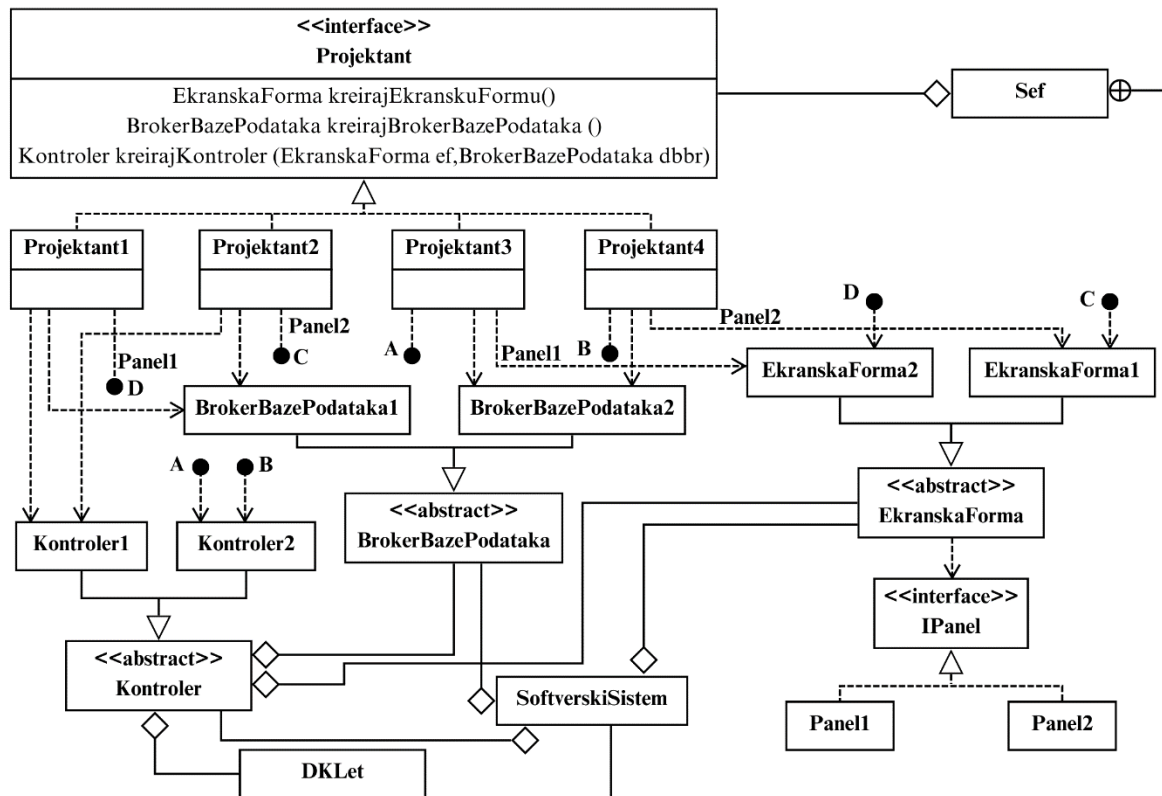 <<interface>>
Projektant
EkranskaForma kreirajEkranskuFormu()
BrokerBazePodataka kreirajBrokerBazePodataka ()
Kontroler kreirajKontroler (EkranskaForma ef,BrokerBazePodataka dbbr)
Sef
Projektant1
Projektant2
Projektant3
Projektant4
Panel1
D
Panel2
C
A
Panel1
B
Panel2
D
C
EkranskaForma2
EkranskaForma1
BrokerBazePodataka1
BrokerBazePodataka2
A
B
Kontroler1
Kontroler2
<<abstract>>
BrokerBazePodataka
<<abstract>>
EkranskaForma
<<interface>>
IPanel
<<abstract>>
Kontroler
SoftverskiSistem
Panel1
Panel2
DKLet